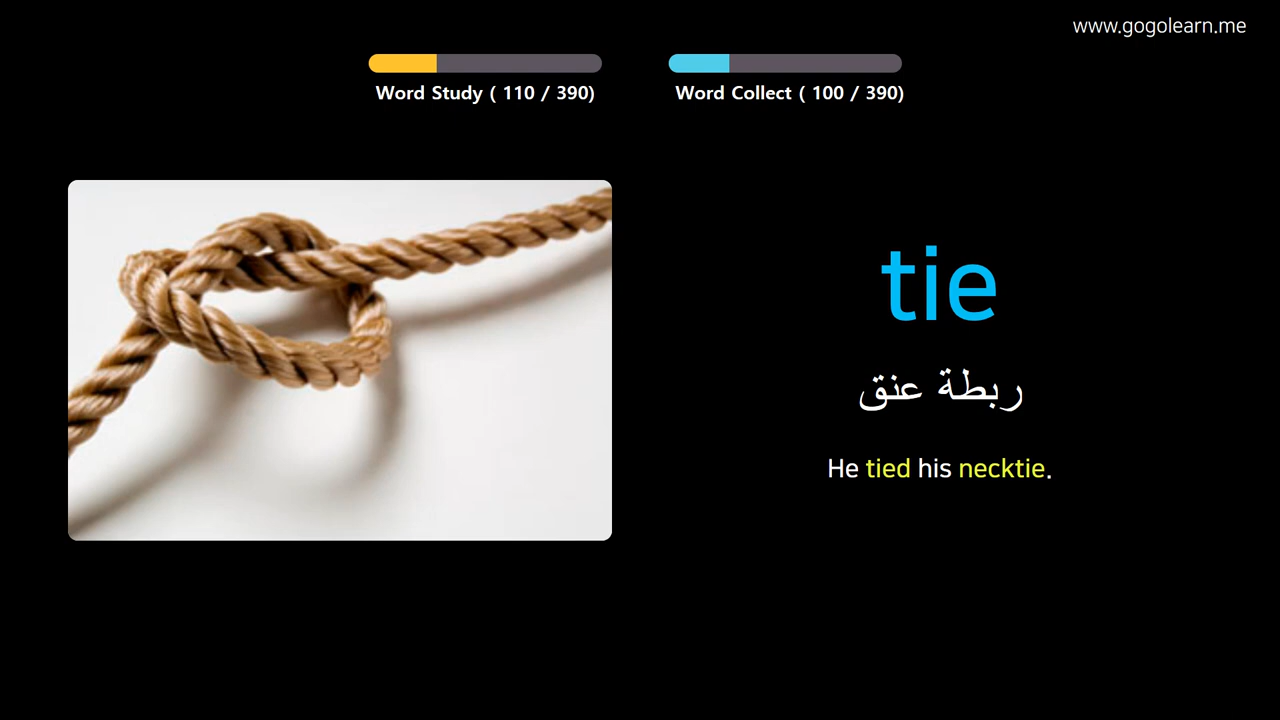 www.gogolearn.me
Word Study ( 110 / 390)
Word Collect ( 100 / 390)
tie
ربطة عنق
He tied his necktie.